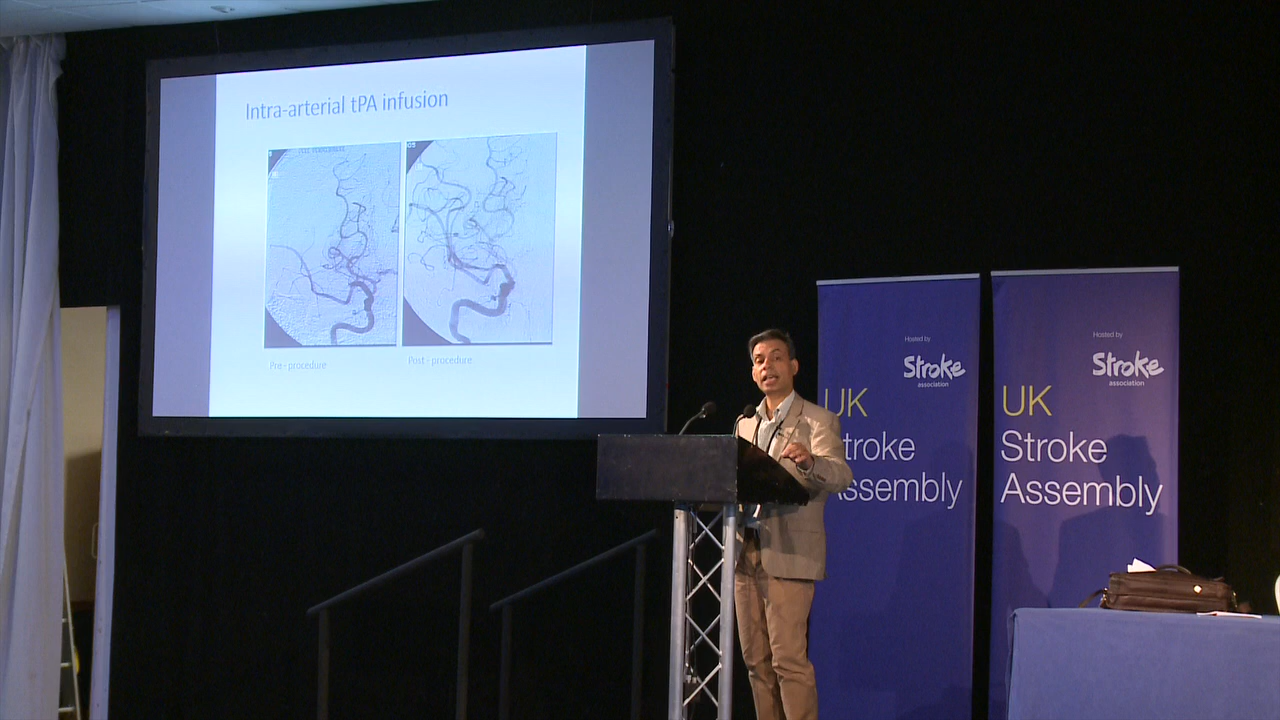 Intra-arterial tPA infusion
Pre - procedure
Post - procedure
Hosted by
Stroke
association
UK
troke
Assembly
Hosted by
Stroke
association
UK
Stroke
Assembly